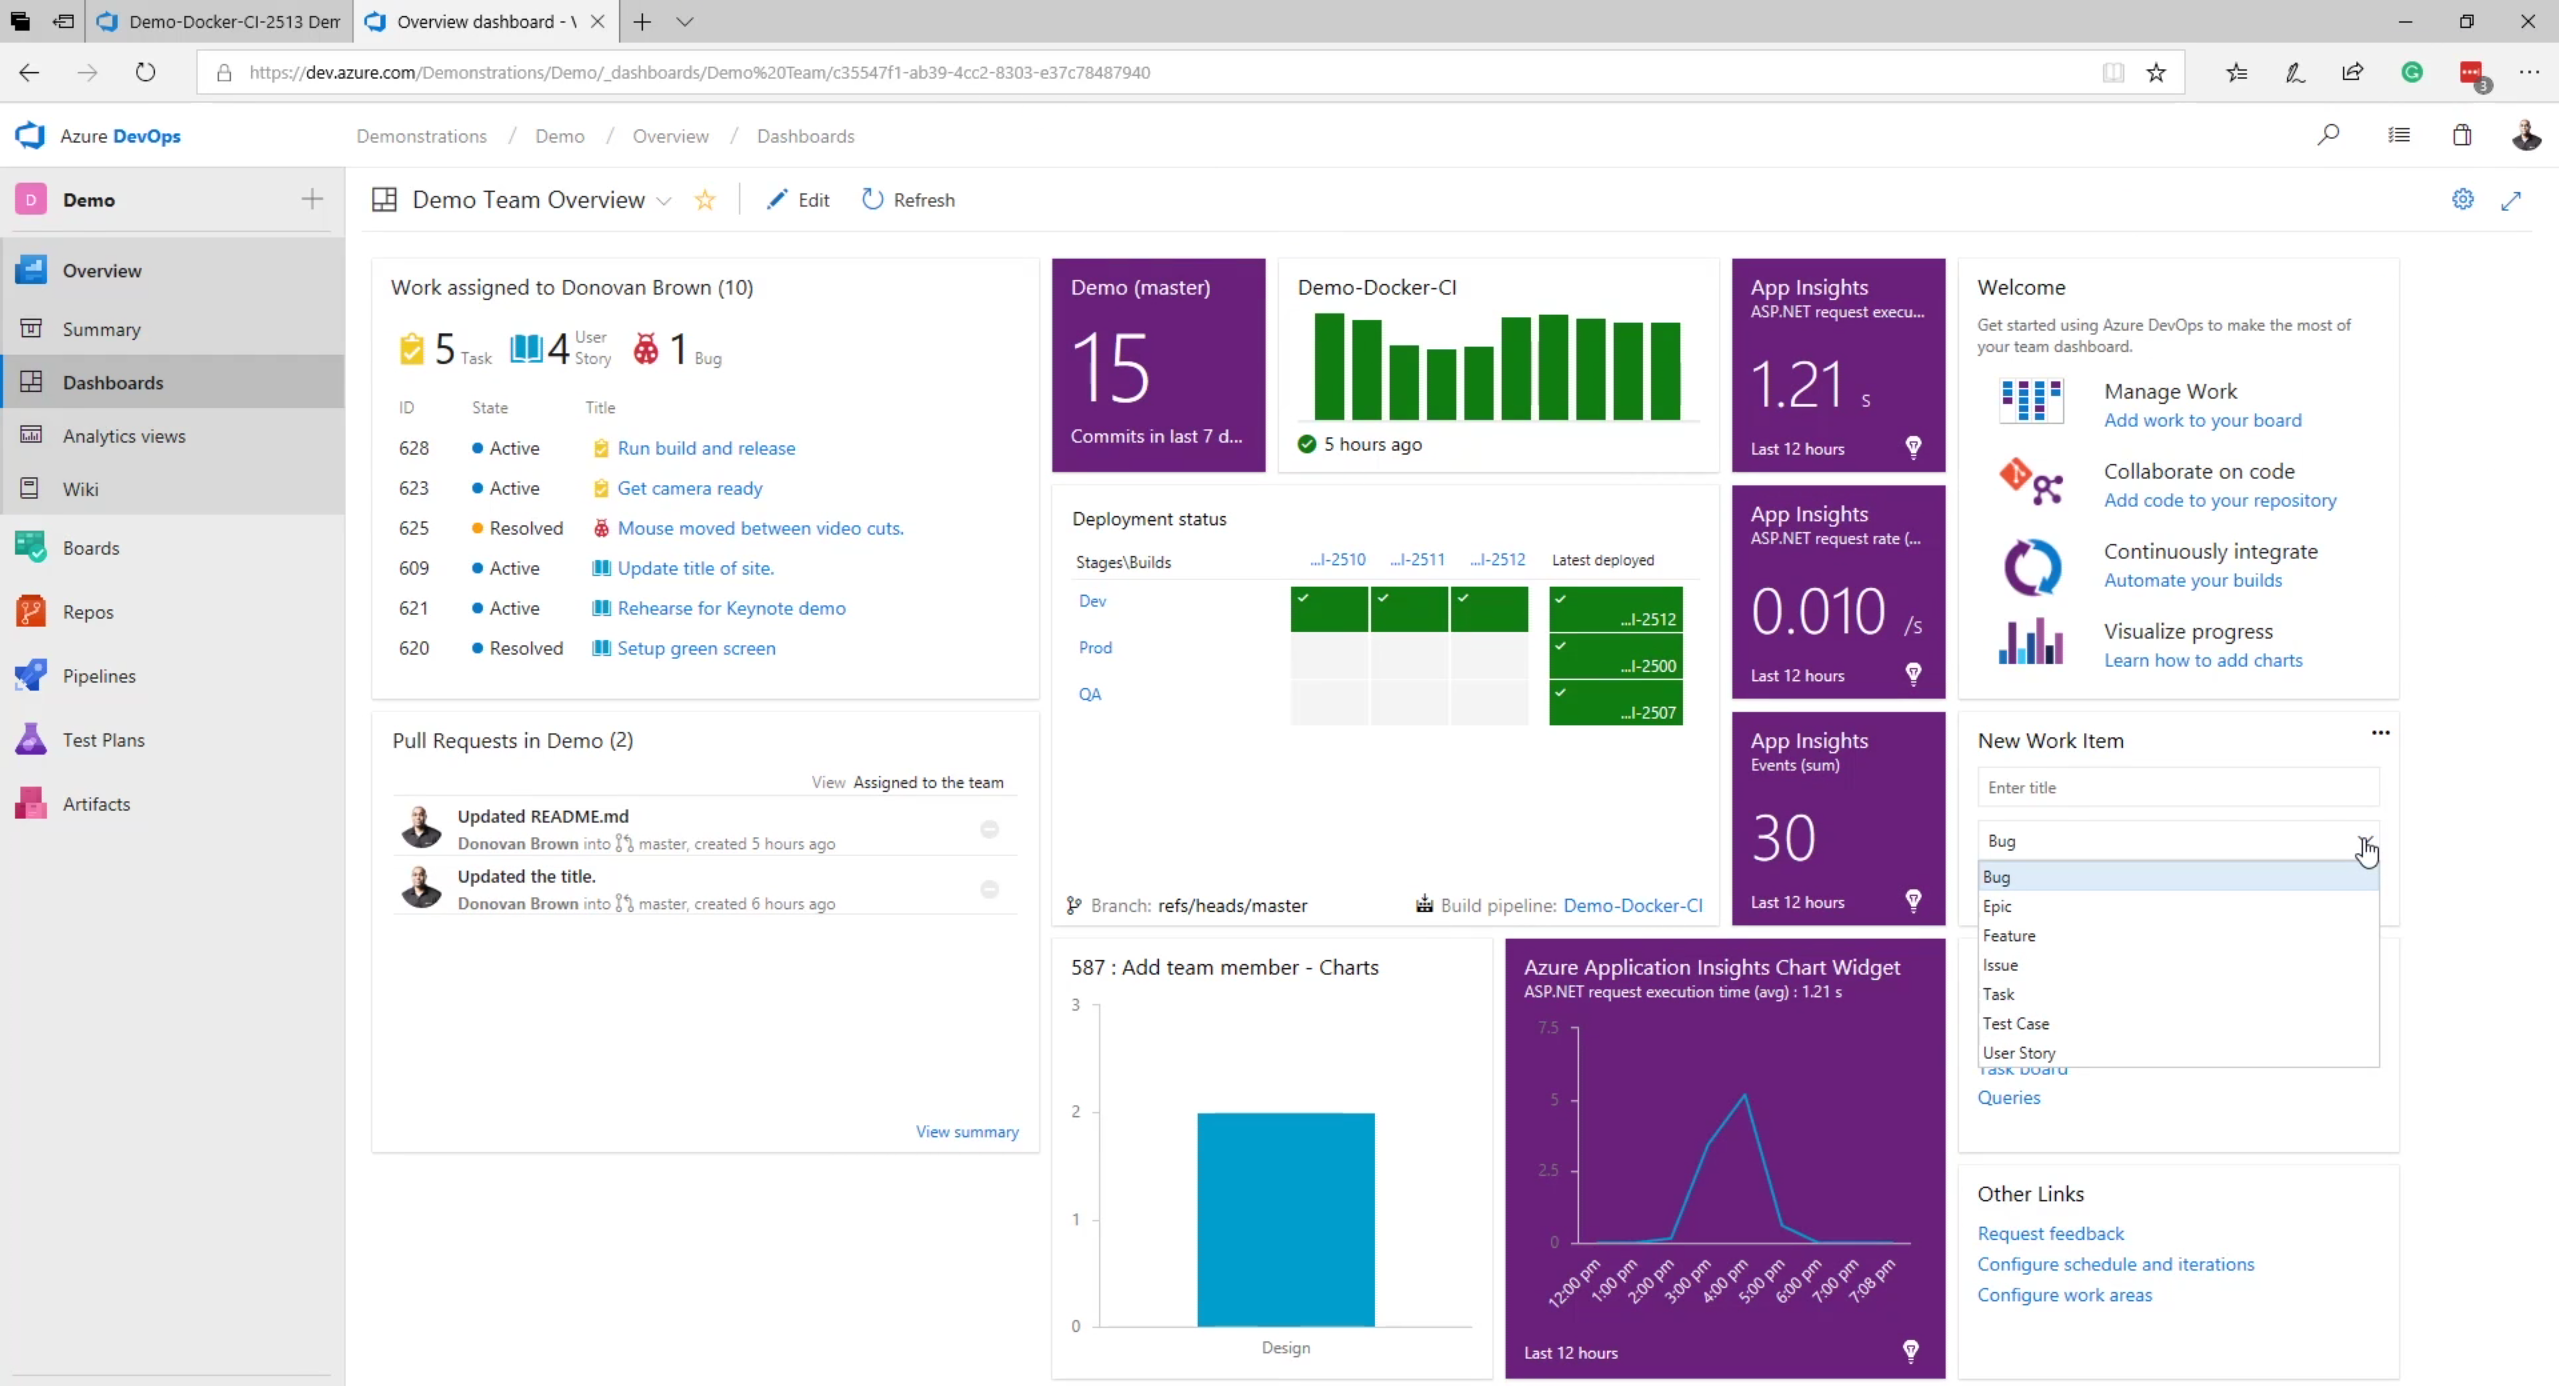 Demo-Docker-CI-2513 Dem
Overview dashboard - \
https://dev.azure.com/Demonstrations/Demo/_dashboards/Demo%20Team/c35547f1-ab39-4cc2-8303-e37c78487940
3
Azure DevOps
Demonstrations / Demo / Overview / Dashboards
D Demo
Demo Team Overview
Edit
Refresh
Overview
Summary
Dashboards
Analytics views
Wiki
Boards
Repos
Pipelines
Test Plans
Artifacts
Work assigned to Donovan Brown (10)
5 Task 4 User Story 1 Bug
ID State Title
628 Active Run build and release
623 Active Get camera ready
625 Resolved Mouse moved between video cuts.
609 Active Update title of site.
621 Active Rehearse for Keynote demo
620 Resolved Setup green screen
Pull Requests in Demo (2)
View Assigned to the team
Updated README.md
Donovan Brown into master, created 5 hours ago
Updated the title.
Donovan Brown into master, created 6 hours ago
View summary
Demo (master)
15
Commits in last 7 d...
Demo-Docker-CI
5 hours ago
Deployment status
Stages\Builds ...I-2510 ...I-2511 ...I-2512 Latest deployed
Dev ...I-2512
Prod ...I-2500
QA ...I-2507
Branch: refs/heads/master Build pipeline: Demo-Docker-CI
587 : Add team member - Charts
3
2
1
0
Design
App Insights
ASP.NET request execu...
1.21 s
Last 12 hours
App Insights
ASP.NET request rate (...
0.010 /s
Last 12 hours
App Insights
Events (sum)
30
Last 12 hours
Azure Application Insights Chart Widget
ASP.NET request execution time (avg) : 1.21 s
7.5
5
2.5
0
12:00 pm 1:00 pm 2:00 pm 3:00 pm 4:00 pm 5:00 pm 6:00 pm 7:00 pm 7:08 pm
Last 12 hours
Welcome
Get started using Azure DevOps to make the most of
your team dashboard.
Manage Work
Add work to your board
Collaborate on code
Add code to your repository
Continuously integrate
Automate your builds
Visualize progress
Learn how to add charts
New Work Item
Enter title
Bug
Bug
Epic
Feature
Issue
Task
Test Case
User Story
Task board
Queries
Other Links
Request feedback
Configure schedule and iterations
Configure work areas